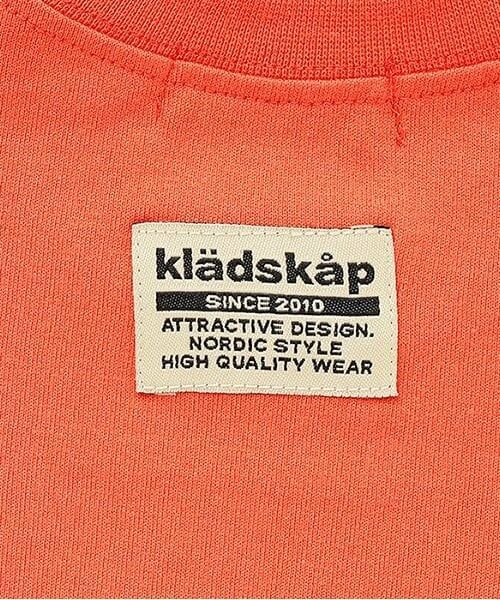 klädskåp
SINCE 2010
ATTRACTIVE DESIGN.
NORDIC STYLE
HIGH QUALITY WEAR